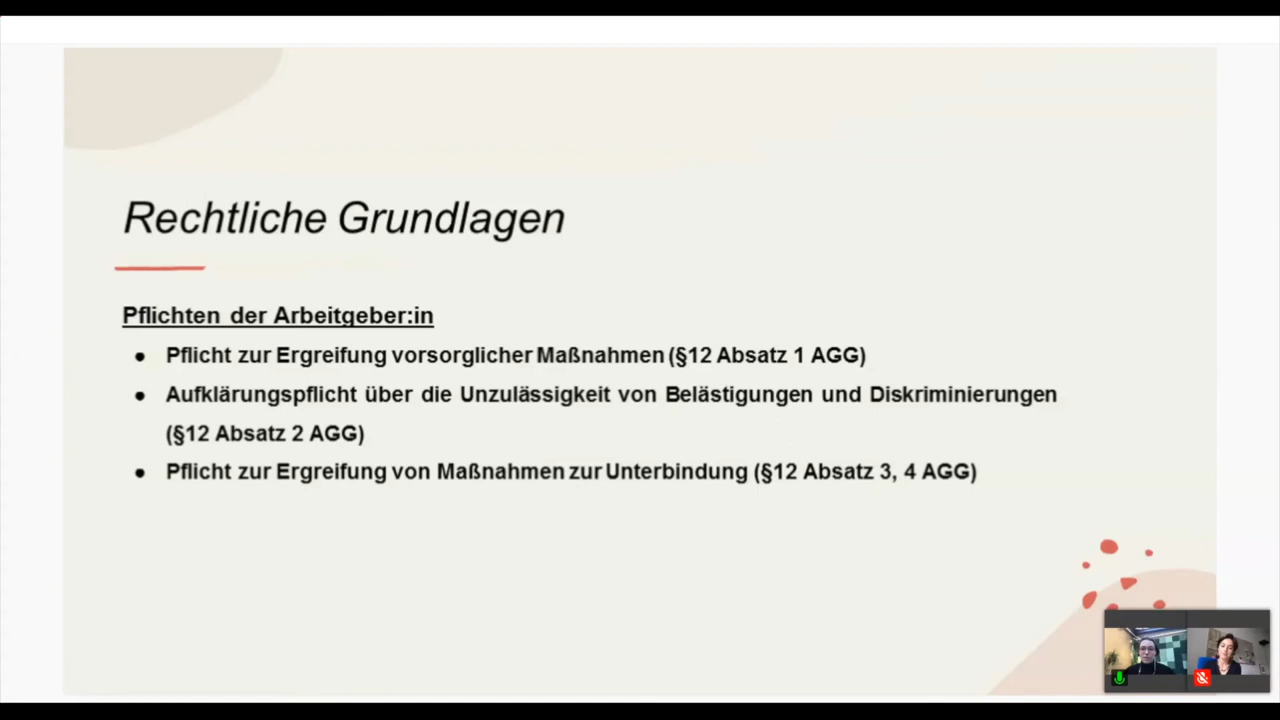 Rechtliche Grundlagen
Pflichten der Arbeitgeber:in
● Pflicht zur Ergreifung vorsorglicher Maßnahmen (§12 Absatz 1 AGG)
● Aufklärungspflicht über die Unzulässigkeit von Belästigungen und Diskriminierungen
(§12 Absatz 2 AGG)
● Pflicht zur Ergreifung von Maßnahmen zur Unterbindung (§12 Absatz 3, 4 AGG)